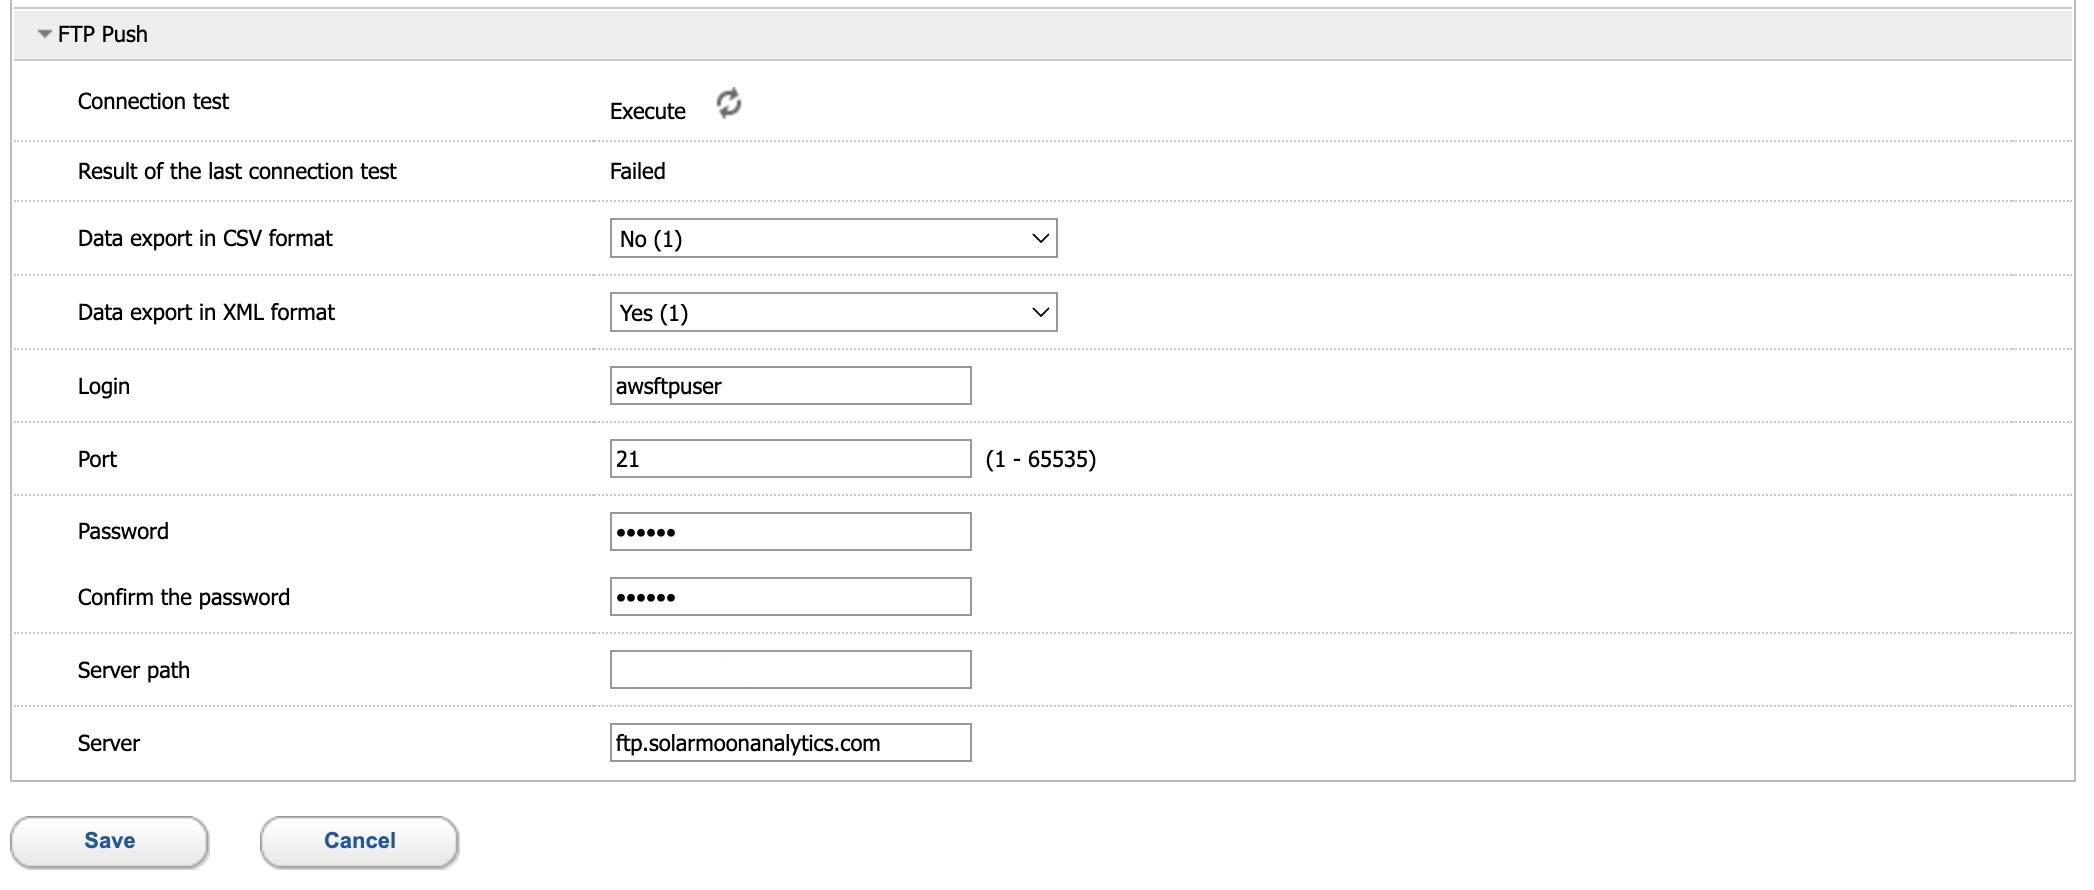 FTP Push
Connection test
Execute
Result of the last connection test
Failed
Data export in CSV format
No (1)
Data export in XML format
Yes (1)
Login
awsftpuser
Port
21
(1 - 65535)
Password
••••••
Confirm the password
••••••
Server path
Server
ftp.solarmoonanalytics.com
Save
Cancel